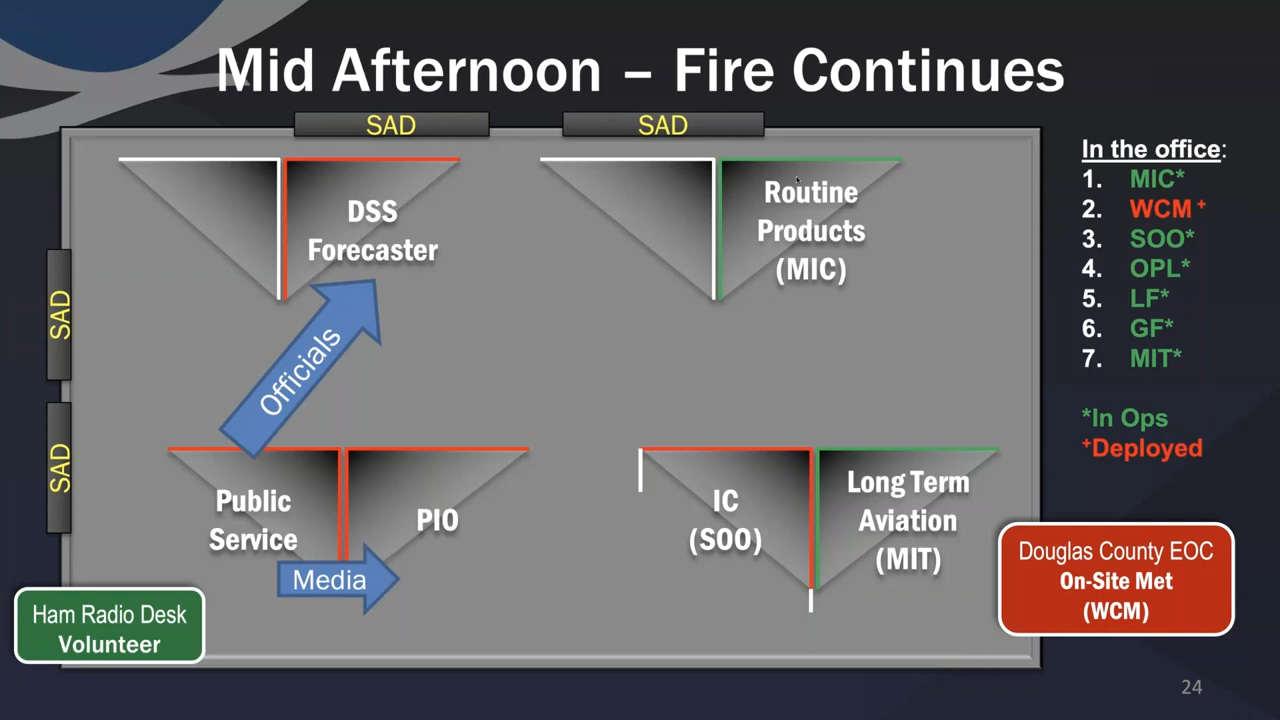 Mid Afternoon – Fire Continues
SAD
SAD
SAD
SAD
DSS
Forecaster
Routine
Products
(MIC)
Officials
Public
Service
PIO
Media
IC
(SOO)
Long Term
Aviation
(MIT)
Ham Radio Desk
Volunteer
In the office:
1. MIC*
2. WCM +
3. SOO*
4. OPL*
5. LF*
6. GF*
7. MIT*
*In Ops
+Deployed
Douglas County EOC
On-Site Met
(WCM)
24